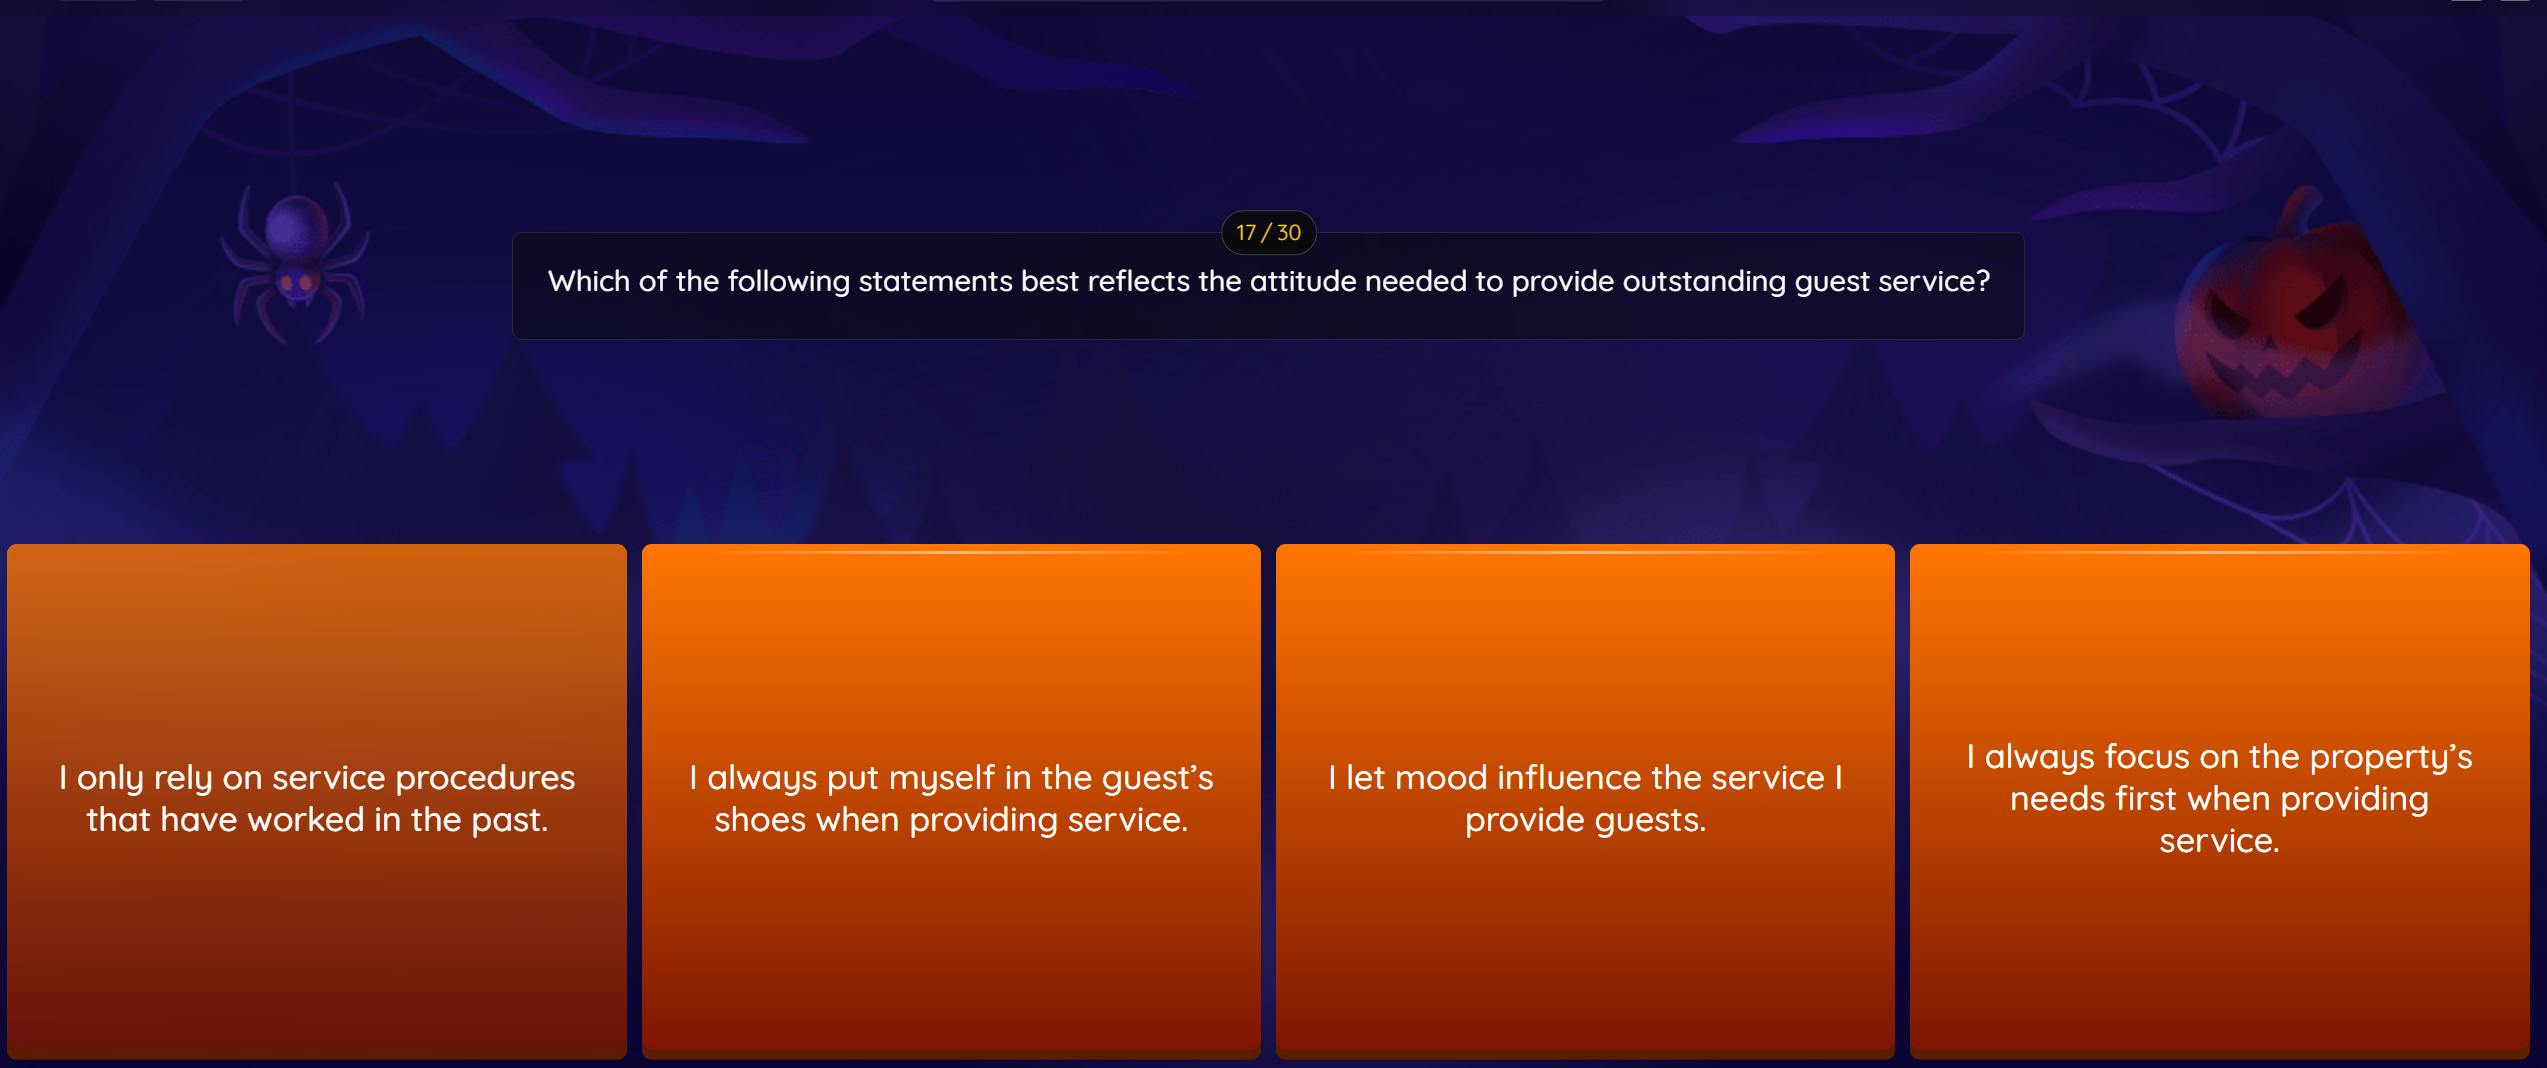 17 / 30
Which of the following statements best reflects the attitude needed to provide outstanding guest service?
I only rely on service procedures
that have worked in the past.
I always put myself in the guest’s
shoes when providing service.
I let mood influence the service I
provide guests.
I always focus on the property’s
needs first when providing
service.